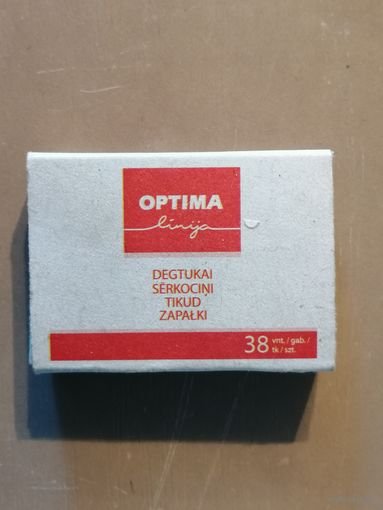 OPTIMA
linija
DEGTUKAI
SĒRKOCIŅI
TIKUD
ZAPAŁKI
38 vnt. / gab. /
tk / szt.